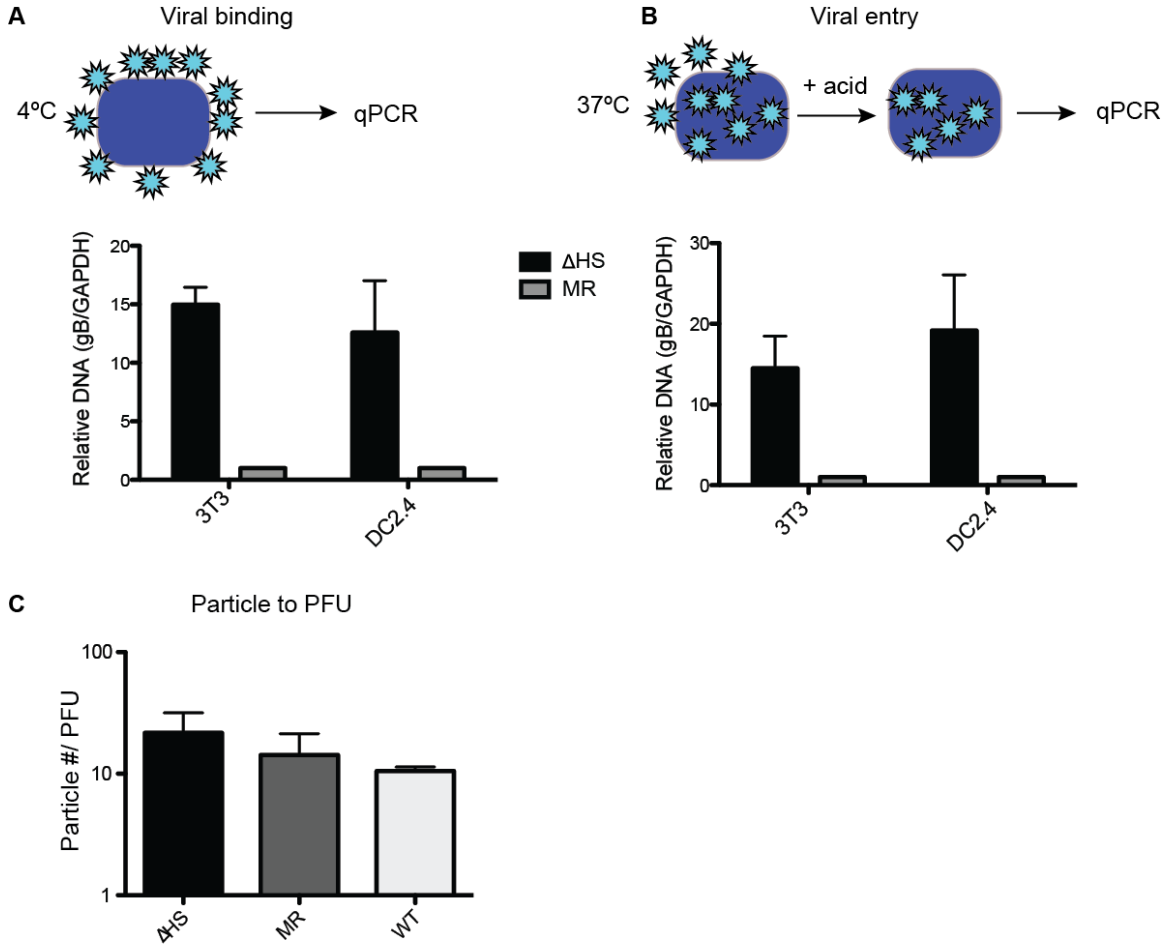 A
Viral binding
4ºC
qPCR
Relative DNA (gB/GAPDH)
20
15
10
5
0
3T3
DC2.4
ΔHS
MR
B
Viral entry
37ºC
+ acid
qPCR
Relative DNA (gB/GAPDH)
30
20
10
0
3T3
DC2.4
C
Particle to PFU
Particle #/ PFU
100
10
1
ΔHS
MR
WT